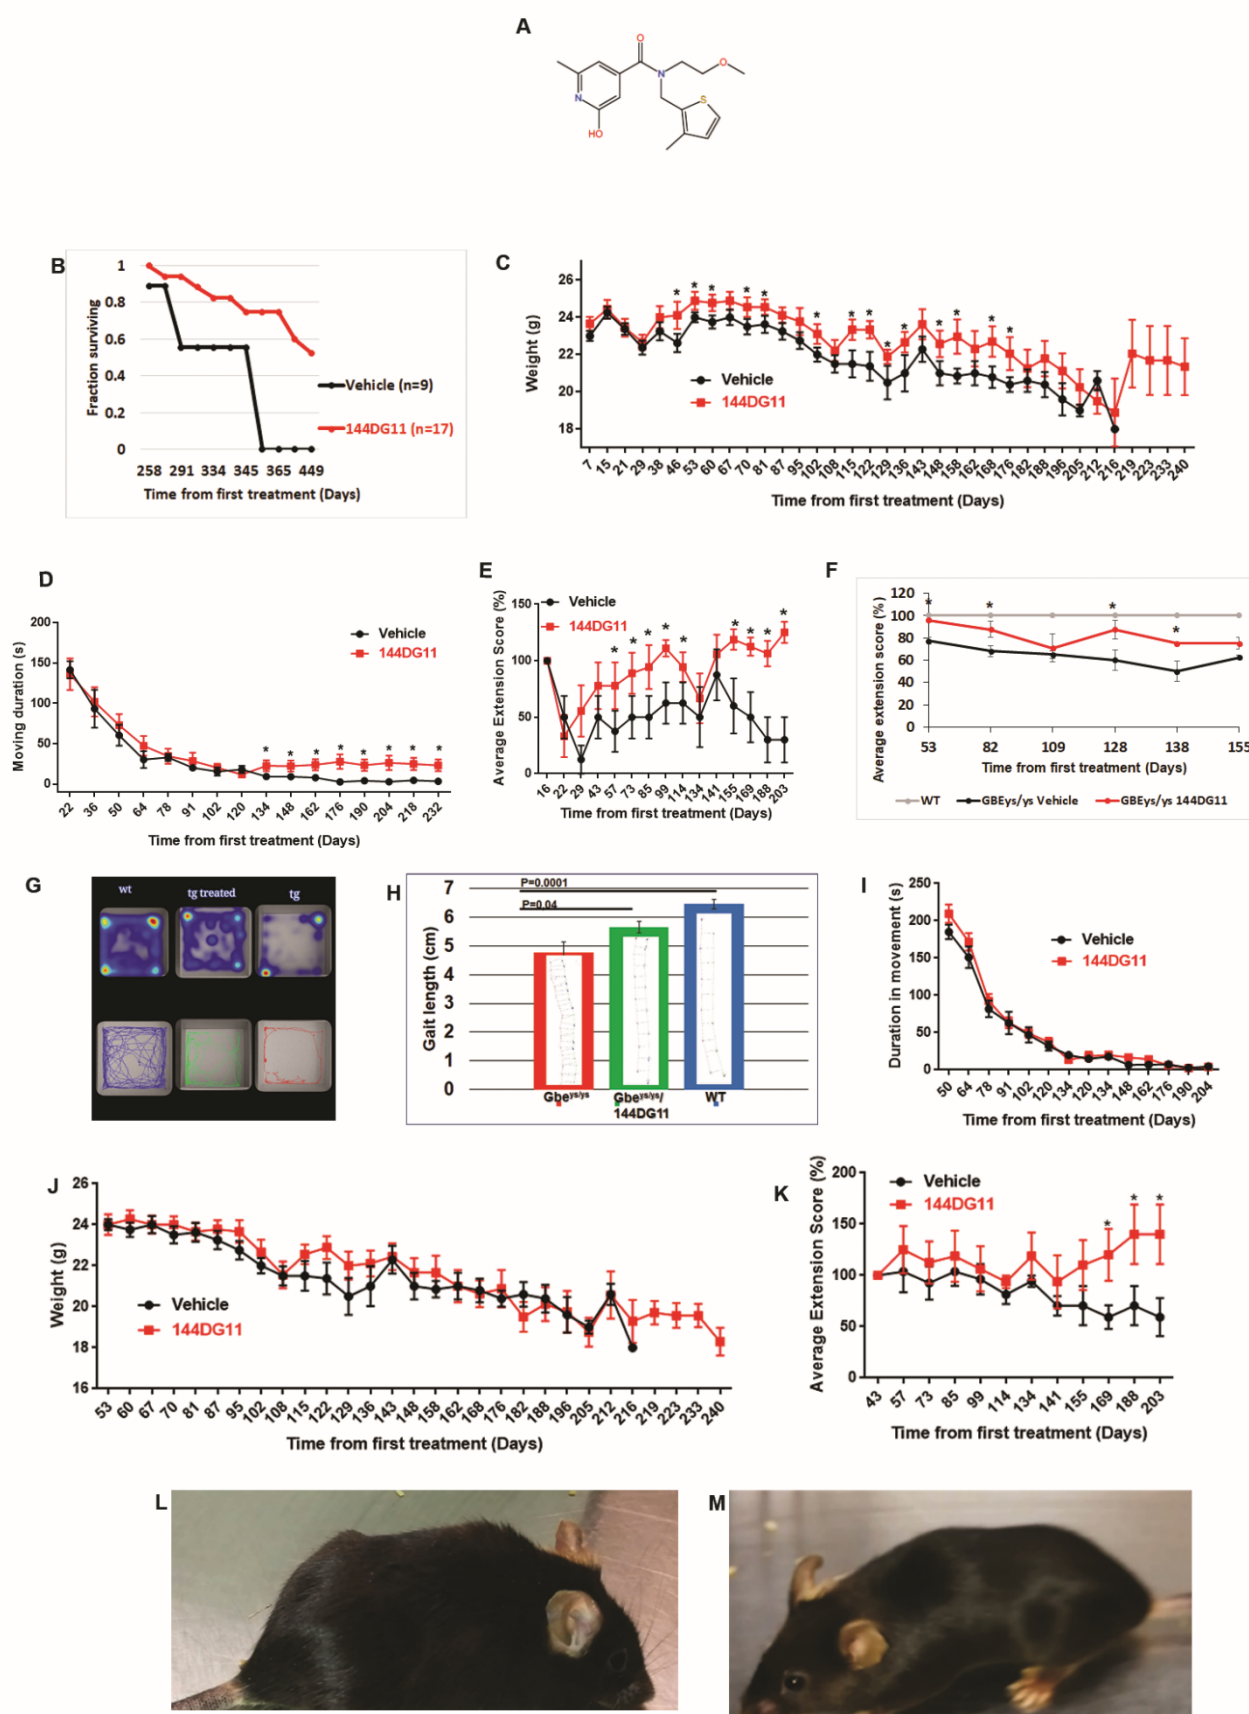 A
O
N
O
N
S
HO
B
1
0.8
0.6
0.4
0.2
0
Fraction surviving
Vehicle (n=9)
144DG11 (n=17)
258 291 334 345 365 449
Time from first treatment (Days)
C
26
24
22
20
18
Weight (g)
* * * * * * * * * * * * * *
Vehicle
144DG11
7 15 21 29 38 46 53 60 67 70 81 87 95 102 108 115 122 129 136 143 148 158 162 168 176 182 188 196 205 212 216 219 223 233 240
Time from first treatment (Days)
D
200
150
100
50
0
Moving duration (s)
Vehicle
144DG11
* * * * * * * *
22 36 50 64 78 91 102 120 134 148 162 176 190 204 218 232
Time from first treatment (Days)
E
150
100
50
0
Average Extension Score (%)
Vehicle
144DG11
* * * * * * * * *
16 22 29 43 57 73 85 99 114 134 141 155 169 188 203
Time from first treatment (Days)
F
120
100
80
60
40
20
0
Average extension score (%)
* * * *
53 82 109 128 138 155
Time from first treatment (Days)
WT GBEys/ys Vehicle GBEys/ys 144DG11
G
wt tg treated tg
H
7
6
5
4
3
2
1
0
Gait length (cm)
P=0.0001
P=0.04
Gbeys/ys Gbeys/ys/ WT
144DG11
I
250
200
150
100
50
0
Duration in movement (s)
Vehicle
144DG11
50 64 78 91 102 120 134 120 134 148 162 176 190 204
Time from first treatment (Days)
J
26
24
22
20
18
16
Weight (g)
Vehicle
144DG11
53 60 67 70 81 87 95 102 108 115 122 129 136 143 148 158 162 168 176 182 188 196 205 212 216 219 223 233 240
Time from first treatment (Days)
K
200
150
100
50
0
Average Extension Score (%)
Vehicle
144DG11
* * *
43 57 73 85 99 114 134 141 155 169 188 203
Time from first treatment (Days)
L
M